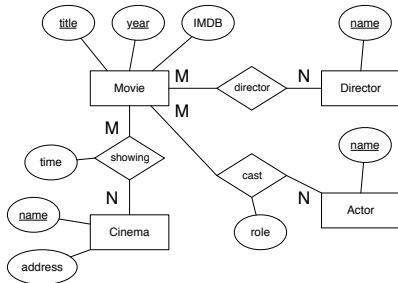 title
year
IMDB
name
Movie
M
director
N
Director
M
M
time
showing
name
cast
N
name
N
Actor
Cinema
role
address